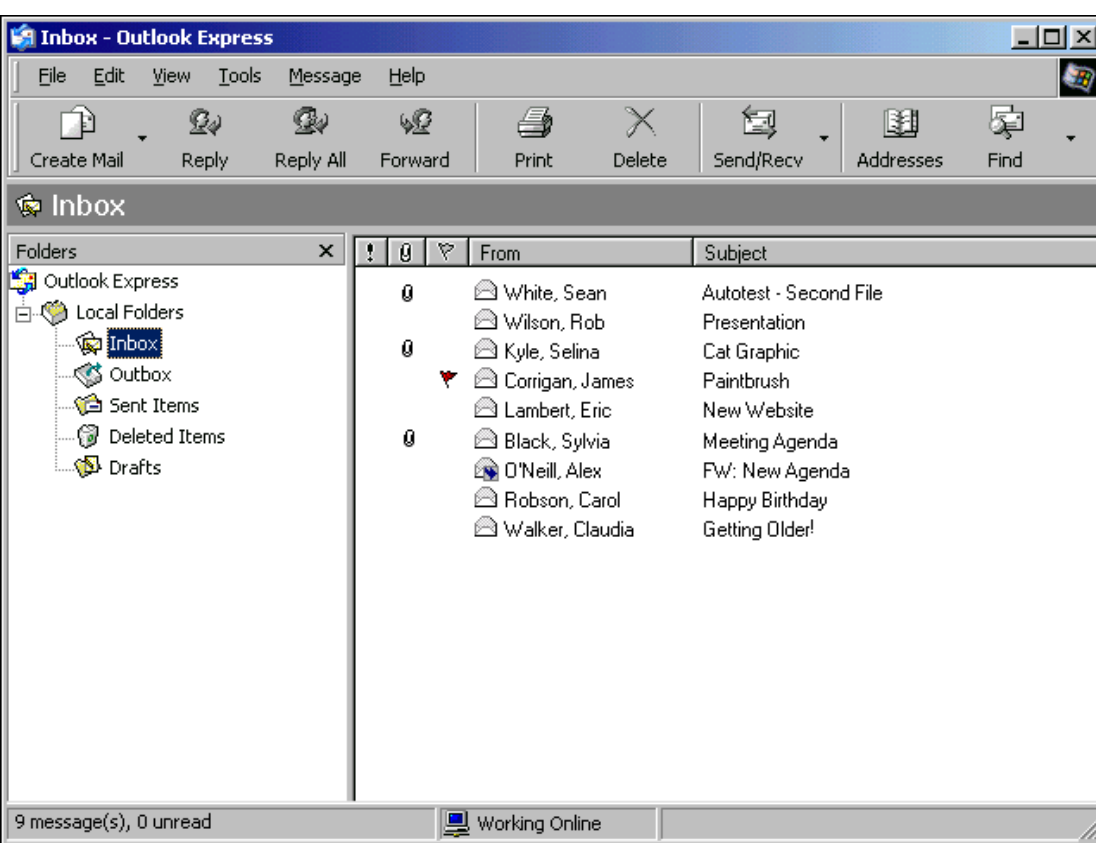 Inbox - Outlook Express
File Edit View Tools Message Help
Create Mail Reply Reply All Forward Print Delete Send/Recv Addresses Find
Inbox
Folders
! From Subject
Outlook Express
Local Folders
Inbox
Outbox
Sent Items
Deleted Items
Drafts
White, Sean Autotest - Second File
Wilson, Rob Presentation
Kyle, Selina Cat Graphic
Corrigan, James Paintbrush
Lambert, Eric New Website
Black, Sylvia Meeting Agenda
O'Neill, Alex FW: New Agenda
Robson, Carol Happy Birthday
Walker, Claudia Getting Older!
9 message(s), 0 unread Working Online